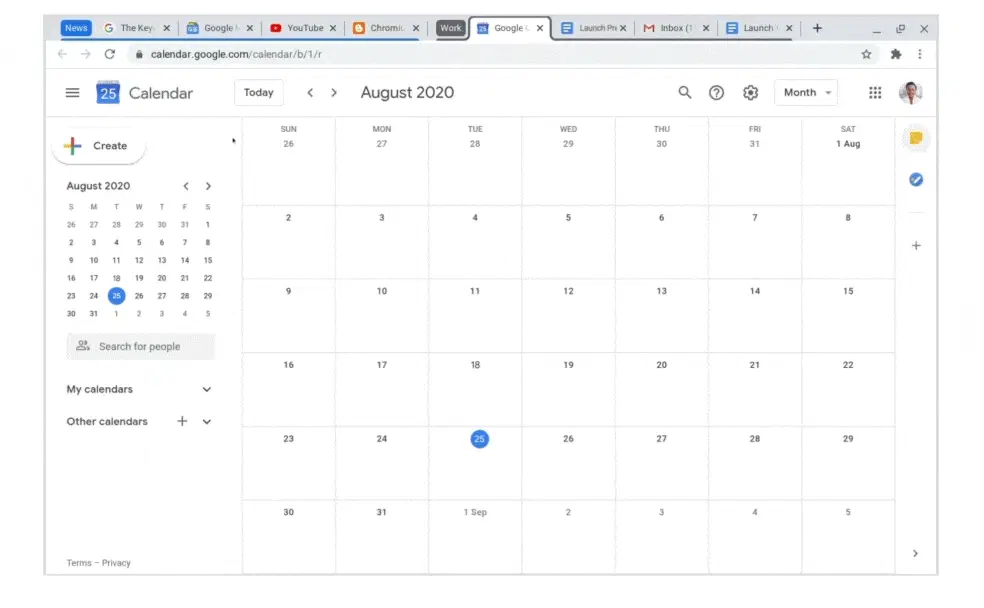 News The Key Google YouTube Chromiu Work Google Launch Pr Inbox (1 Launch
calendar.google.com/calendar/b/1/r
25 Calendar Today August 2020 Month
Create
August 2020
S M T W T F S
26 27 28 29 30 31 1
2 3 4 5 6 7 8
9 10 11 12 13 14 15
16 17 18 19 20 21 22
23 24 25 26 27 28 29
30 31 1 2 3 4 5
Search for people
My calendars
Other calendars
Terms – Privacy
SUN MON TUE WED THU FRI SAT
26 27 28 29 30 31 1 Aug
2 3 4 5 6 7 8
9 10 11 12 13 14 15
16 17 18 19 20 21 22
23 24 25 26 27 28 29
30 31 1 Sep 2 3 4 5